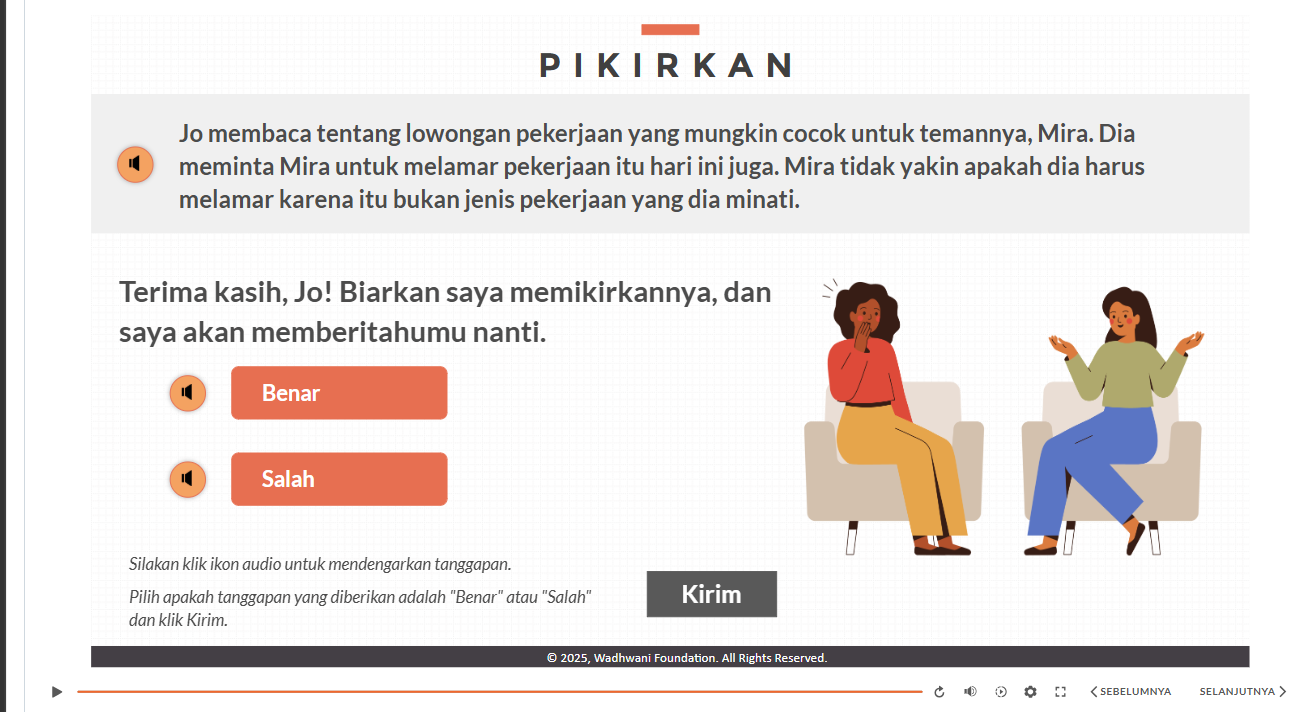 PIKIRKAN
Jo membaca tentang lowongan pekerjaan yang mungkin cocok untuk temannya, Mira. Dia
meminta Mira untuk melamar pekerjaan itu hari ini juga. Mira tidak yakin apakah dia harus
melamar karena itu bukan jenis pekerjaan yang dia minati.
Terima kasih, Jo! Biarkan saya memikirkannya, dan
saya akan memberitahumu nanti.
Benar
Salah
Silakan klik ikon audio untuk mendengarkan tanggapan.
Pilih apakah tanggapan yang diberikan adalah "Benar" atau "Salah"
dan klik Kirim.
Kirim
© 2025, Wadhwani Foundation. All Rights Reserved.
SEBELUMNYA
SELANJUTNYA